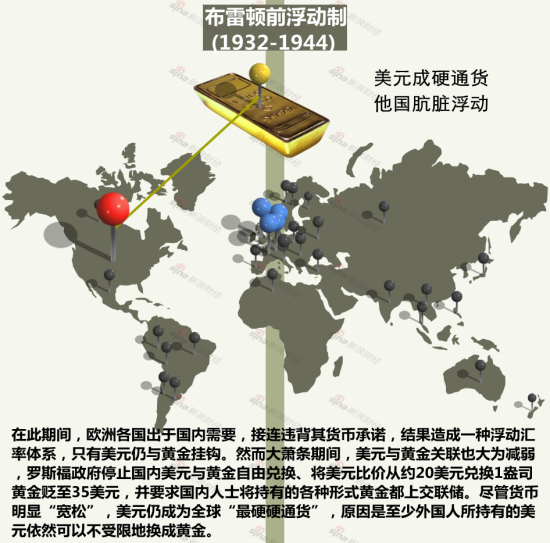 布雷顿前浮动制
(1932-1944)
美元成硬通货
他国肮脏浮动
在此期间，欧洲各国出于国内需要，接连违背其货币承诺，结果造成一种浮动汇
率体系，只有美元仍与黄金挂钩。然而大萧条期间，美元与黄金关联也大为减弱
，罗斯福政府停止国内美元与黄金自由兑换、将美元比价从约20美元兑换1盎司
黄金贬至35美元，并要求国内人士将持有的各种形式黄金都上交联储。尽管货币
明显“宽松”，美元仍成为全球“最硬硬通货”，原因是至少外国人所持有的美
元依然可以不受限地换成黄金。